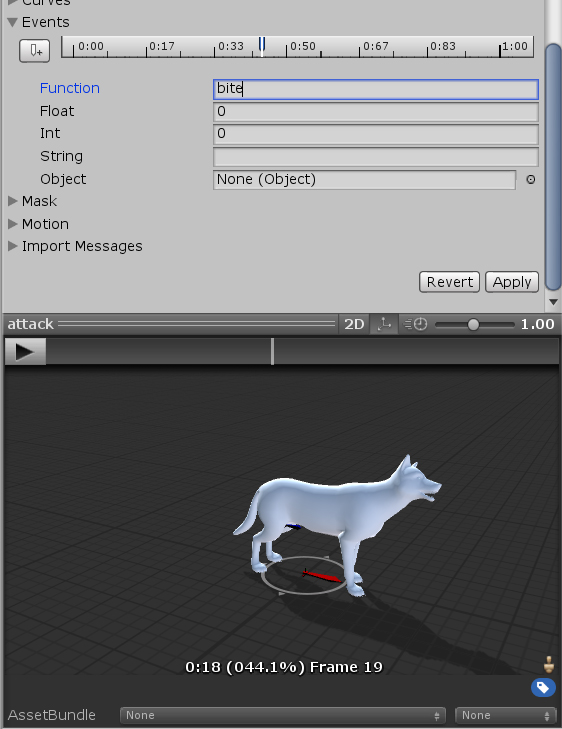 Curves
Events
0:00 0:17 0:33 0:50 0:67 0:83 1:00
Function bite
Float 0
Int 0
String
Object None (Object)
Mask
Motion
Import Messages
Revert Apply
attack 2D 1.00
0:18 (044.1%) Frame 19
AssetBundle None None